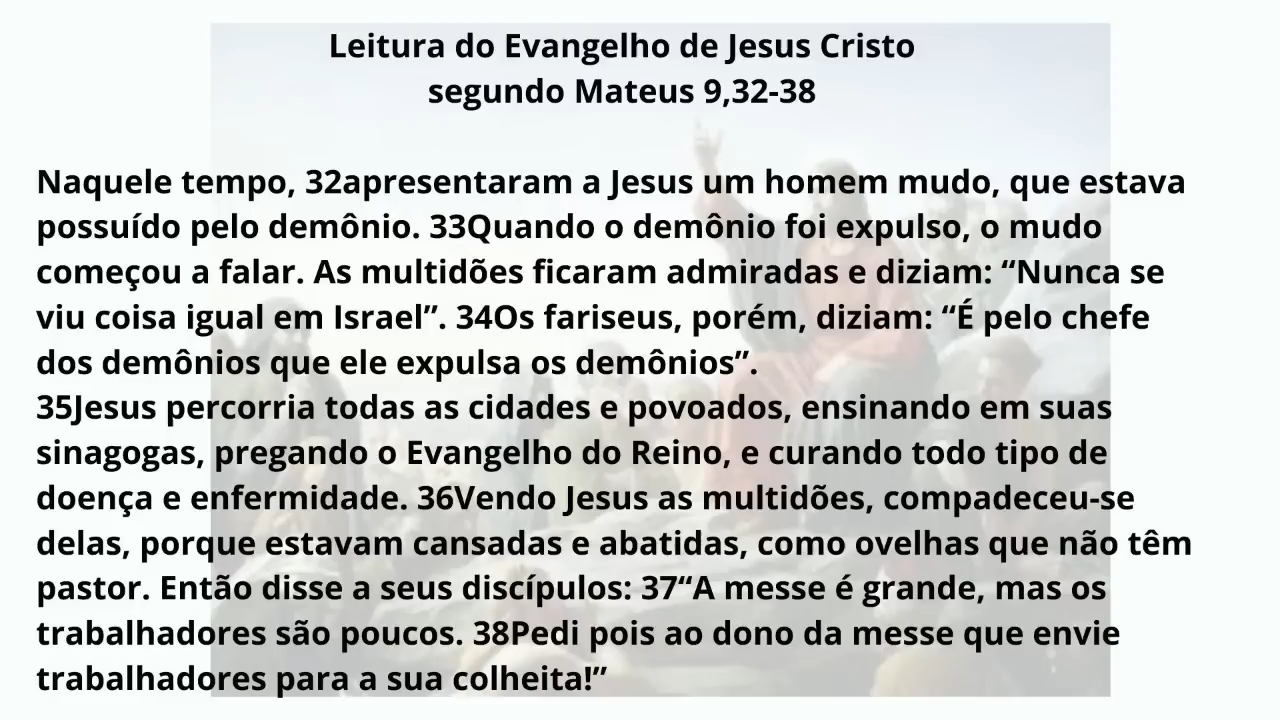 Leitura do Evangelho de Jesus Cristo
segundo Mateus 9,32-38
Naquele tempo, 32apresentaram a Jesus um homem mudo, que estava
possuído pelo demônio. 33Quando o demônio foi expulso, o mudo
começou a falar. As multidões ficaram admiradas e diziam: “Nunca se
viu coisa igual em Israel”. 34Os fariseus, porém, diziam: “É pelo chefe
dos demônios que ele expulsa os demônios”.
35Jesus percorria todas as cidades e povoados, ensinando em suas
sinagogas, pregando o Evangelho do Reino, e curando todo tipo de
doença e enfermidade. 36Vendo Jesus as multidões, compadeceu-se
delas, porque estavam cansadas e abatidas, como ovelhas que não têm
pastor. Então disse a seus discípulos: 37“A messe é grande, mas os
trabalhadores são poucos. 38Pedi pois ao dono da messe que envie
trabalhadores para a sua colheita!”